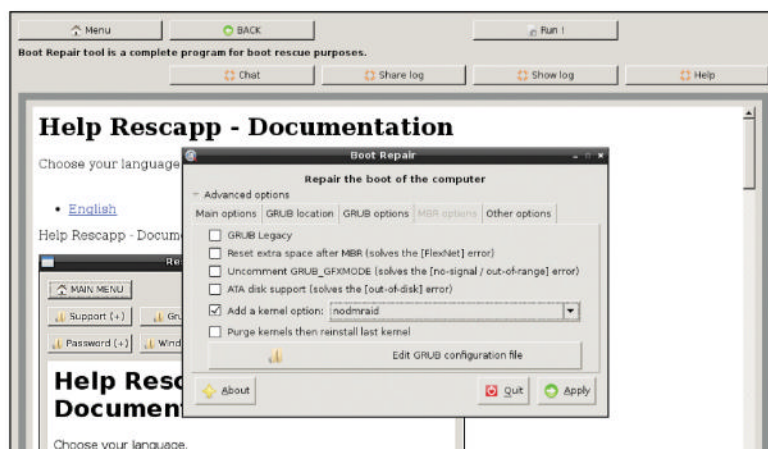 Menu
BACK
Run !
Boot Repair tool is a complete program for boot rescue purposes.
Chat
Share log
Show log
Help
Help Rescapp - Documentation
Choose your language
English
Help Rescapp - Docum
Boot Repair
Repair the boot of the computer
Advanced options
Main options
GRUB location
GRUB options
MBR options
Other options
GRUB Legacy
Reset extra space after MBR (solves the [FlexNet] error)
Uncomment GRUB_GFXMODE (solves the [no-signal / out-of-range] error)
ATA disk support (solves the [out-of-disk] error)
Add a kernel option:
nodmraid
Purge kernels then reinstall last kernel
Edit GRUB configuration file
About
Quit
Apply
Re
MAIN MENU
Support (+)
Gru
Password (+)
Wind
Help Resc
Documen
Choose your language.